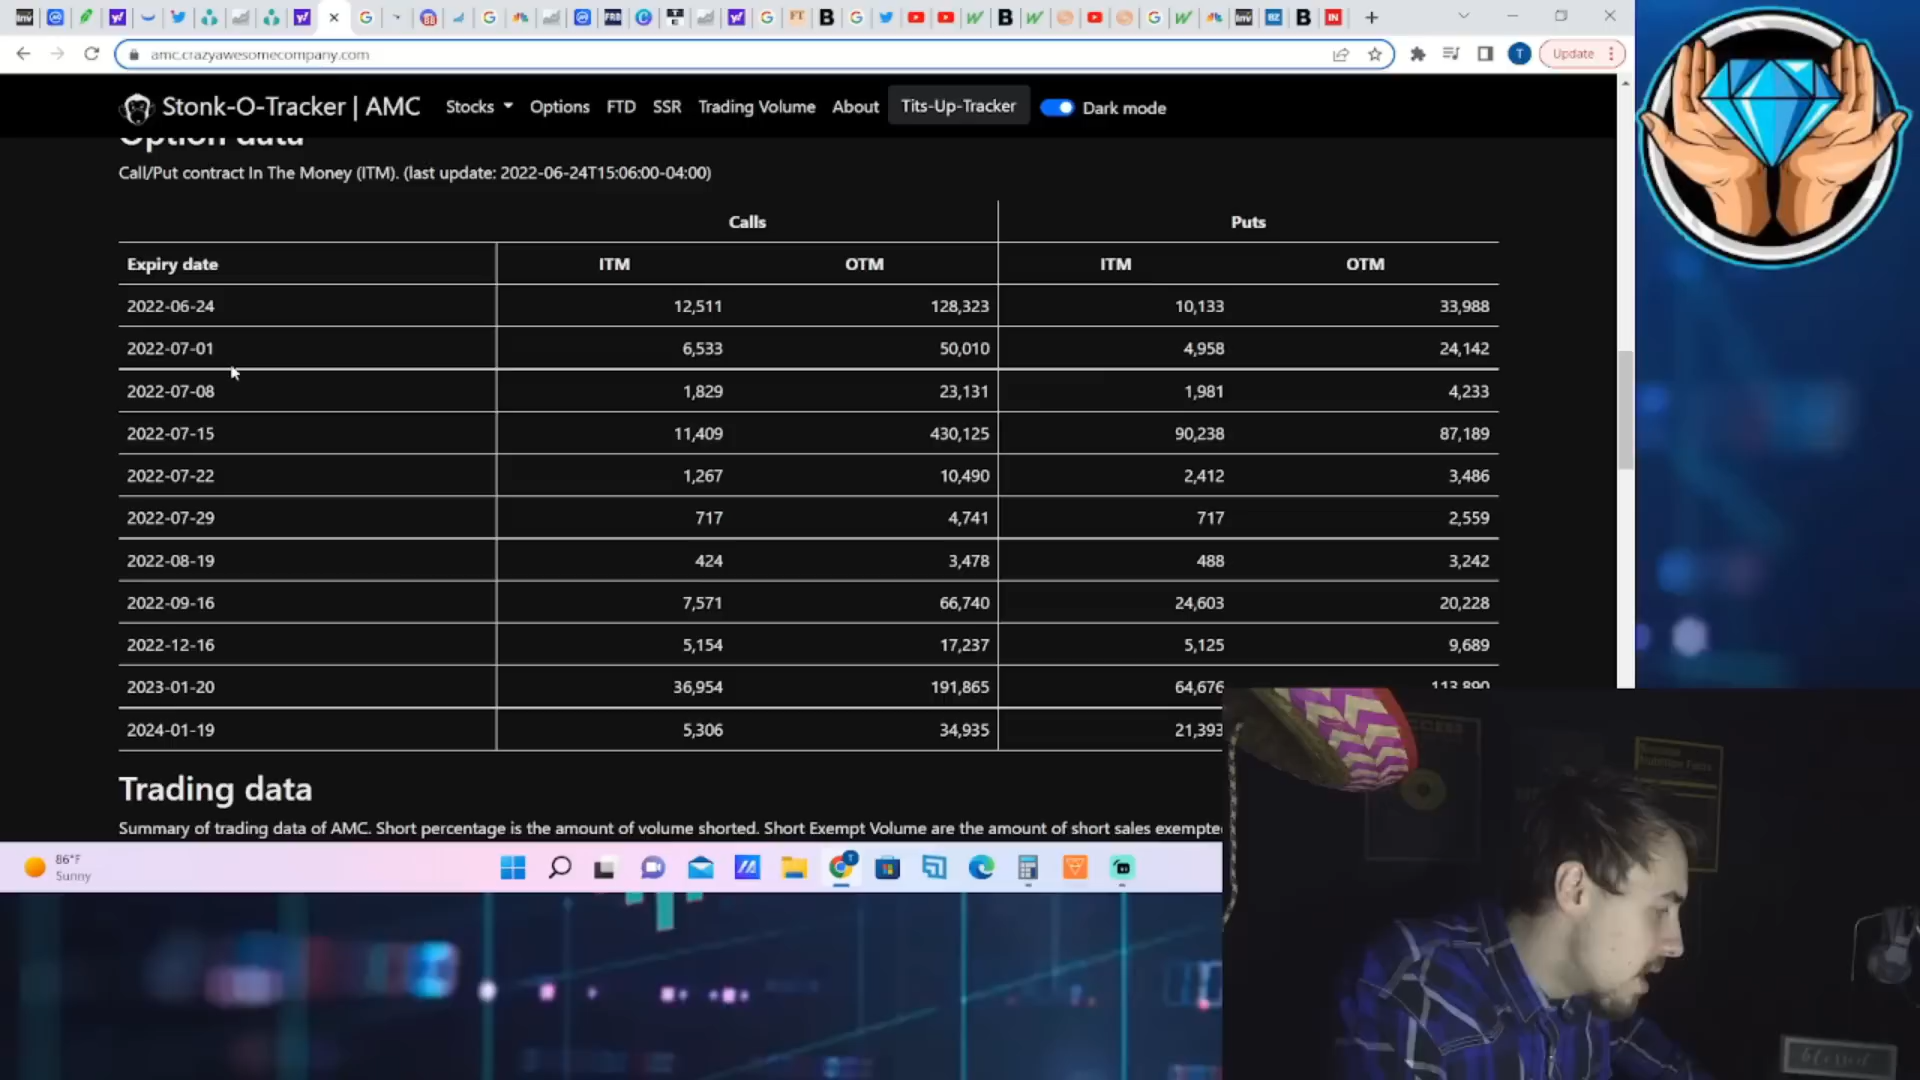 amc.crazyawesomecompany.com
Update
Stonk-O-Tracker | AMC
Stocks
Options
FTD
SSR
Trading Volume
About
Tits-Up-Tracker
Dark mode
Option data
Call/Put contract In The Money (ITM). (last update: 2022-06-24T15:06:00-04:00)
Calls Puts
Expiry date ITM OTM ITM OTM
2022-06-24 12,511 128,323 10,133 33,988
2022-07-01 6,533 50,010 4,958 24,142
2022-07-08 1,829 23,131 1,981 4,233
2022-07-15 11,409 430,125 90,238 87,189
2022-07-22 1,267 10,490 2,412 3,486
2022-07-29 717 4,741 717 2,559
2022-08-19 424 3,478 488 3,242
2022-09-16 7,571 66,740 24,603 20,228
2022-12-16 5,154 17,237 5,125 9,689
2023-01-20 36,954 191,865 64,676 113,890
2024-01-19 5,306 34,935 21,393
Trading data
Summary of trading data of AMC. Short percentage is the amount of volume shorted. Short Exempt Volume are the amount of short sales exempte
86°F
Sunny
blessed